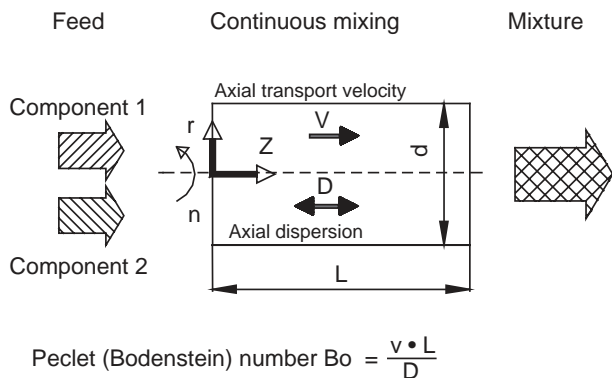 Feed Continuous mixing Mixture
Axial transport velocity
Component 1
V
r
Z
d
D
n
Axial dispersion
Component 2
L
Peclet (Bodenstein) number Bo = v • L / D